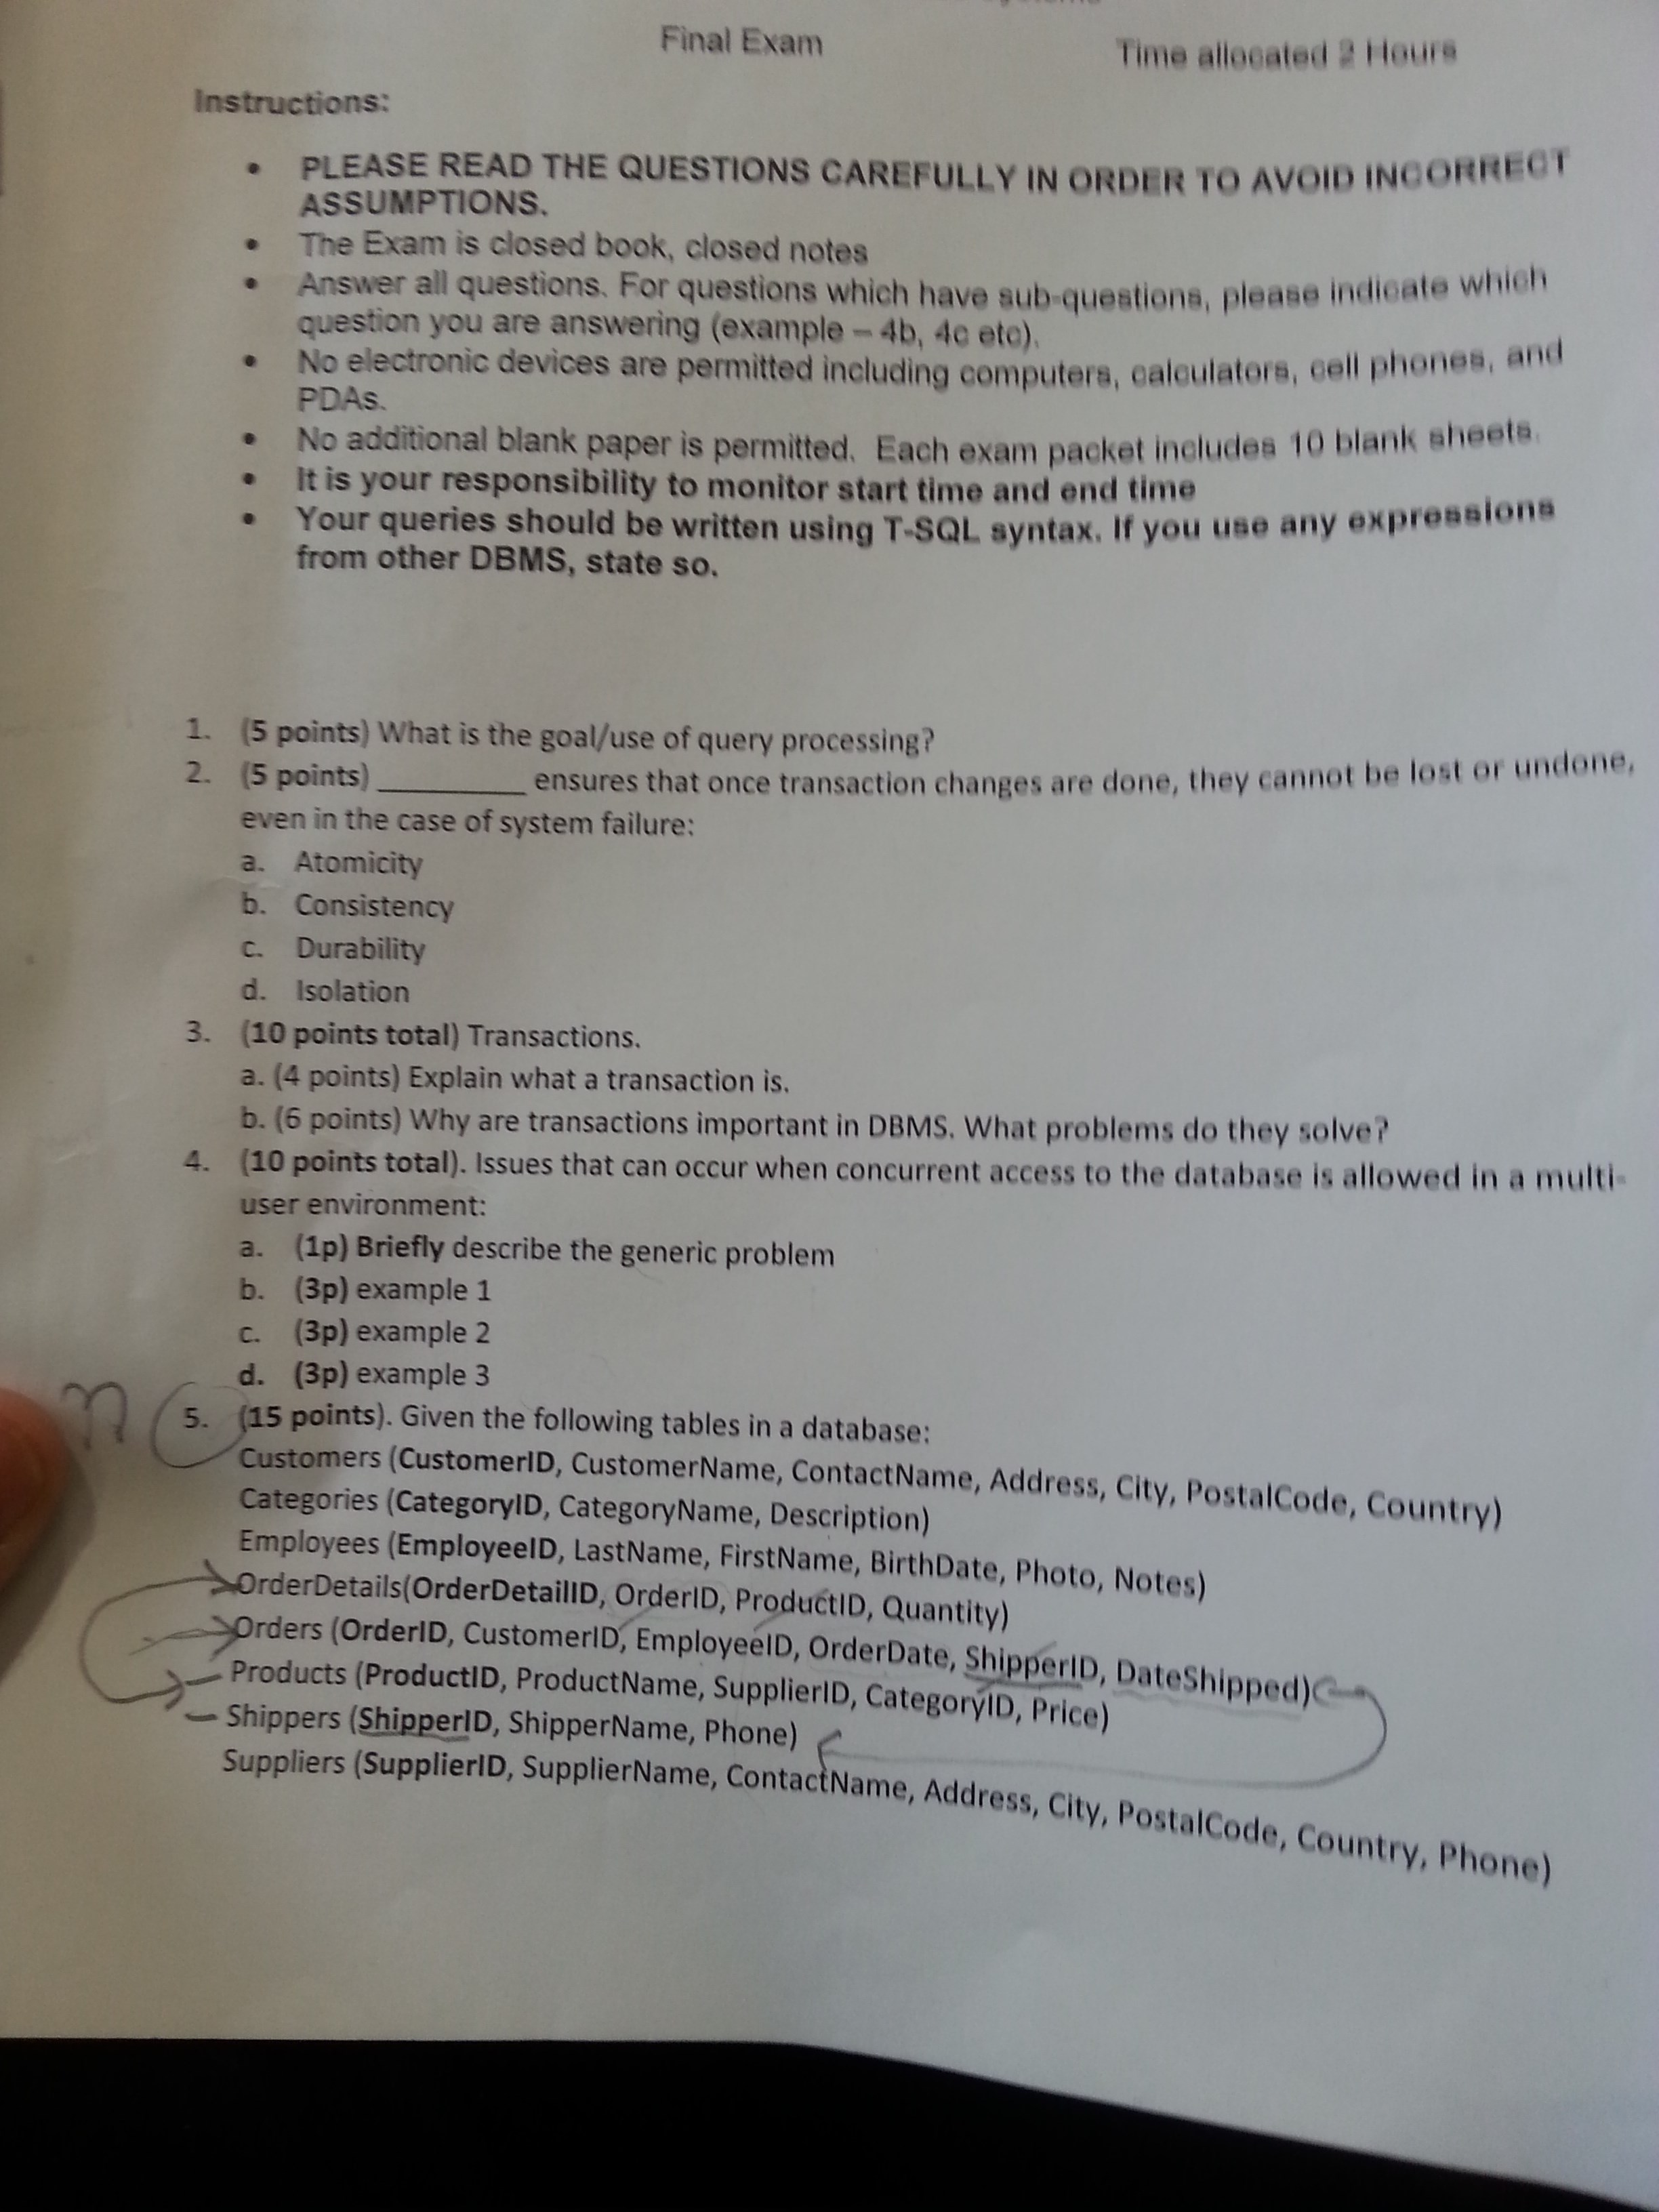 Final Exam
Time allocated 2 Hours
Instructions:
• PLEASE READ THE QUESTIONS CAREFULLY IN ORDER TO AVOID INCORRECT
ASSUMPTIONS.
• The Exam is closed book, closed notes
• Answer all questions. For questions which have sub-questions, please indicate which
question you are answering (example – 4b, 4c etc).
• No electronic devices are permitted including computers, calculators, cell phones, and
PDAs.
• No additional blank paper is permitted. Each exam packet includes 10 blank sheets.
• It is your responsibility to monitor start time and end time
• Your queries should be written using T-SQL syntax. If you use any expressions
from other DBMS, state so.
1. (5 points) What is the goal/use of query processing?
2. (5 points) _________ ensures that once transaction changes are done, they cannot be lost or undone,
even in the case of system failure:
a. Atomicity
b. Consistency
c. Durability
d. Isolation
3. (10 points total) Transactions.
a. (4 points) Explain what a transaction is.
b. (6 points) Why are transactions important in DBMS. What problems do they solve?
4. (10 points total). Issues that can occur when concurrent access to the database is allowed in a multi-
user environment:
a. (1p) Briefly describe the generic problem
b. (3p) example 1
c. (3p) example 2
d. (3p) example 3
5. (15 points). Given the following tables in a database:
Customers (CustomerID, CustomerName, ContactName, Address, City, PostalCode, Country)
Categories (CategoryID, CategoryName, Description)
Employees (EmployeeID, LastName, FirstName, BirthDate, Photo, Notes)
OrderDetails(OrderDetailID, OrderID, ProductID, Quantity)
Orders (OrderID, CustomerID, EmployeeID, OrderDate, ShipperID, DateShipped)
Products (ProductID, ProductName, SupplierID, CategoryID, Price)
Shippers (ShipperID, ShipperName, Phone)
Suppliers (SupplierID, SupplierName, ContactName, Address, City, PostalCode, Country, Phone)